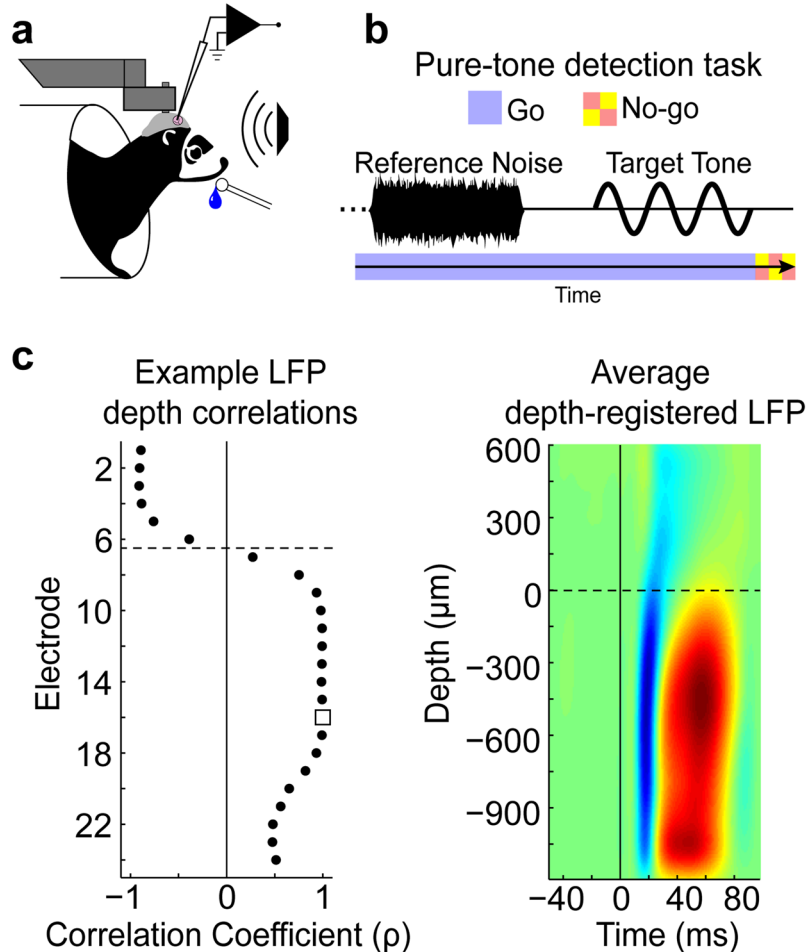 a
b
Pure-tone detection task
Go
No-go
Reference Noise
Target Tone
Time
c
Example LFP
depth correlations
2
6
10
14
18
22
Electrode
−1
0
1
Correlation Coefficient (ρ)
Average
depth-registered LFP
600
300
0
−300
−600
−900
Depth (µm)
−40
0
40
80
Time (ms)